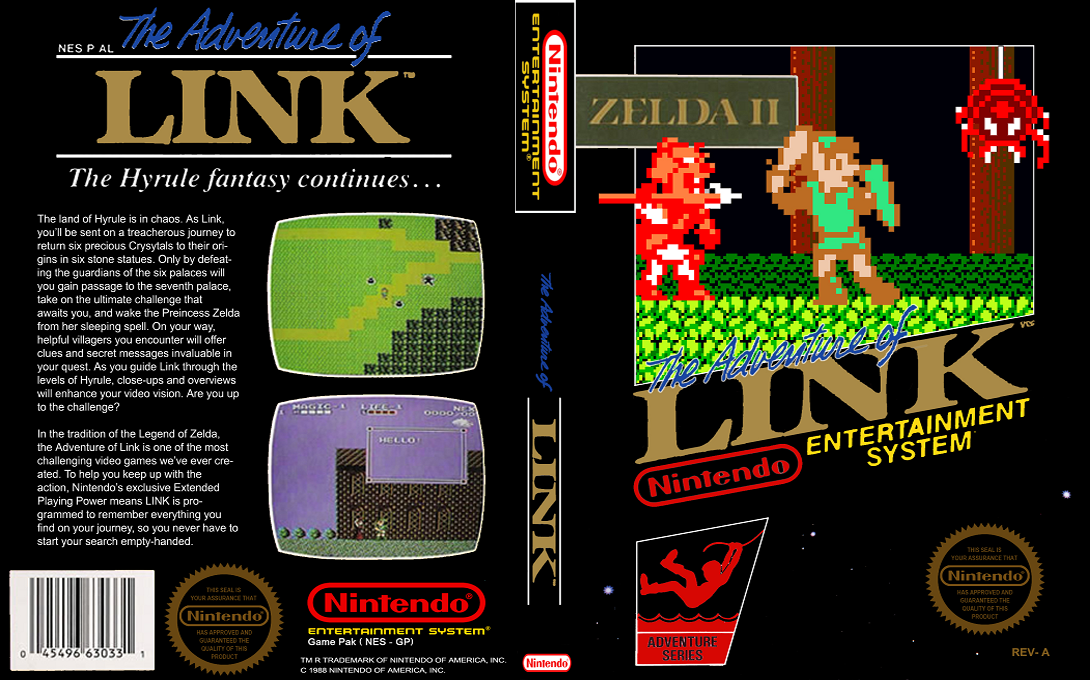 NES P AL
The Adventure of
LINK™
The Hyrule fantasy continues...
The land of Hyrule is in chaos. As Link,
you'll be sent on a treacherous journey to
return six precious Crysytals to their ori-
gins in six stone statues. Only by defeat-
ing the guardians of the six palaces will
you gain passage to the seventh palace,
take on the ultimate challenge that
awaits you, and wake the Preincess Zelda
from her sleeping spell. On your way,
helpful villagers you encounter will offer
clues and secret messages invaluable in
your quest. As you guide Link through the
levels of Hyrule, close-ups and overviews
will enhance your video vision. Are you up
to the challenge?
In the tradition of the Legend of Zelda,
the Adventure of Link is one of the most
challenging video games we've ever cre-
ated. To help you keep up with the
action, Nintendo's exclusive Extended
Playing Power means LINK is pro-
grammed to remember everything you
find on your journey, so you never have to
start your search empty-handed.
MAGIC-1 LIFE-1 NEX
HELLO!
0 45496 63033 1
THIS SEAL IS
YOUR ASSURANCE THAT
Nintendo
HAS APPROVED AND
GUARANTEED THE
QUALITY OF THIS
PRODUCT
Nintendo®
ENTERTAINMENT SYSTEM®
Game Pak ( NES - GP)
TM R TRADEMARK OF NINTENDO OF AMERICA, INC.
C 1988 NINTENDO OF AMERICA, INC.
Nintendo®
ENTERTAINMENT
SYSTEM®
The Adventure of
LINK™
Nintendo
ZELDA II
The Adventure of
LINK
Nintendo
ENTERTAINMENT
SYSTEM
ADVENTURE
SERIES
THIS SEAL IS
YOUR ASSURANCE THAT
Nintendo
HAS APPROVED AND
GUARANTEED THE
QUALITY OF THIS
PRODUCT
REV- A